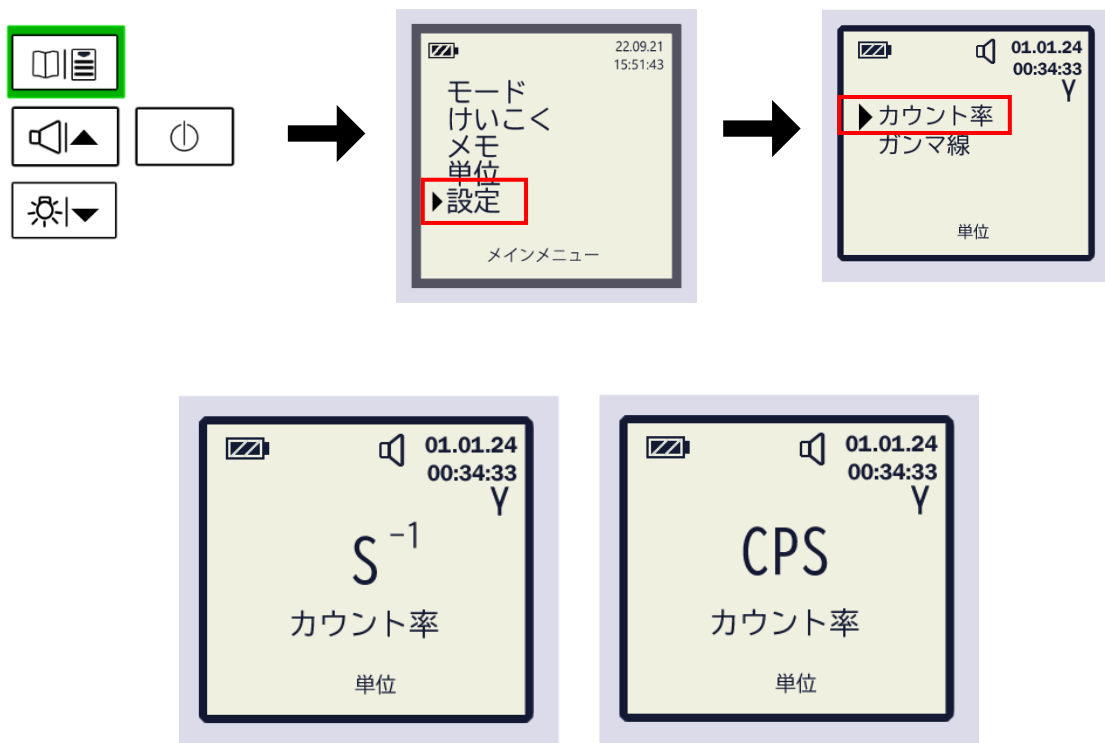 22.09.21
15:51:43
モード
けいこく
メモ
単位
▶設定
メインメニュー
01.01.24
00:34:33
γ
▶カウント率
ガンマ線
単位
01.01.24
00:34:33
γ
S⁻¹
カウント率
単位
01.01.24
00:34:33
γ
CPS
カウント率
単位